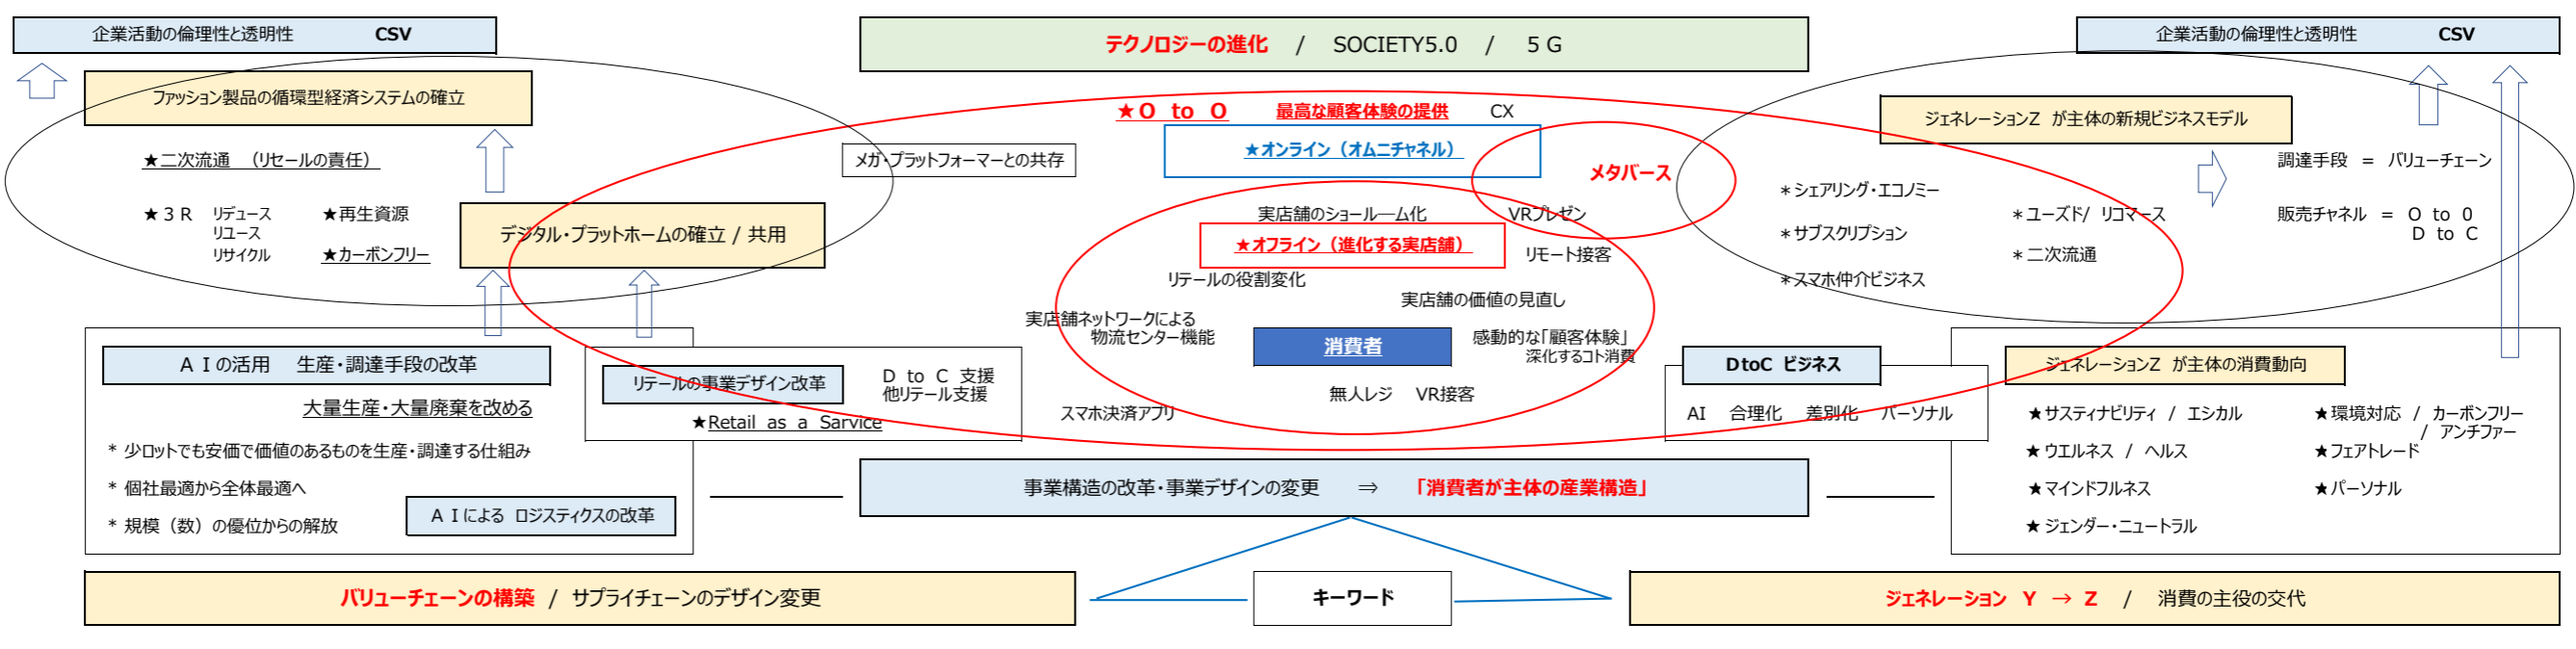 企業活動の倫理性と透明性 CSV
テクノロジーの進化 / SOCIETY5.0 / 5G
企業活動の倫理性と透明性 CSV
ファッション製品の循環型経済システムの確立
★二次流通 （リセールの責任）
★3R リデュース
リユース
リサイクル
★再生資源
★カーボンフリー
デジタル・プラットホームの確立 / 共用
メガ・プラットフォーマーとの共存
★O to O 最高な顧客体験の提供 CX
★オンライン（オムニチャネル）
メタバース
実店舗のショール―ム化
VRプレゼン
★オフライン（進化する実店舗）
リモート接客
リテールの役割変化
実店舗の価値の見直し
実店舗ネットワークによる
物流センター機能
消費者
感動的な「顧客体験」
深化するコト消費
無人レジ VR接客
スマホ決済アプリ
ジェネレーションZ が主体の新規ビジネスモデル
＊シェアリング・エコノミー
＊サブスクリプション
＊スマホ仲介ビジネス
＊ユーズド/ リコマース
＊二次流通
調達手段 = バリューチェーン
販売チャネル = O to 0
D to C
AIの活用 生産・調達手段の改革
大量生産・大量廃棄を改める
* 少ロットでも安価で価値のあるものを生産・調達する仕組み
* 個社最適から全体最適へ
* 規模（数）の優位からの解放
AIによる ロジスティクスの改革
リテールの事業デザイン改革
D to C 支援
他リテール支援
★Retail as a Sarvice
DtoC ビジネス
AI 合理化 差別化 パーソナル
ジェネレーションZ が主体の消費動向
★サスティナビリティ / エシカル
★ウエルネス / ヘルス
★マインドフルネス
★ジェンダー・ニュートラル
★環境対応 / カーボンフリー
/ アンチファー
★フェアトレード
★パーソナル
事業構造の改革・事業デザインの変更 ⇒ 「消費者が主体の産業構造」
バリューチェーンの構築 / サプライチェーンのデザイン変更
キーワード
ジェネレーション Y → Z / 消費の主役の交代